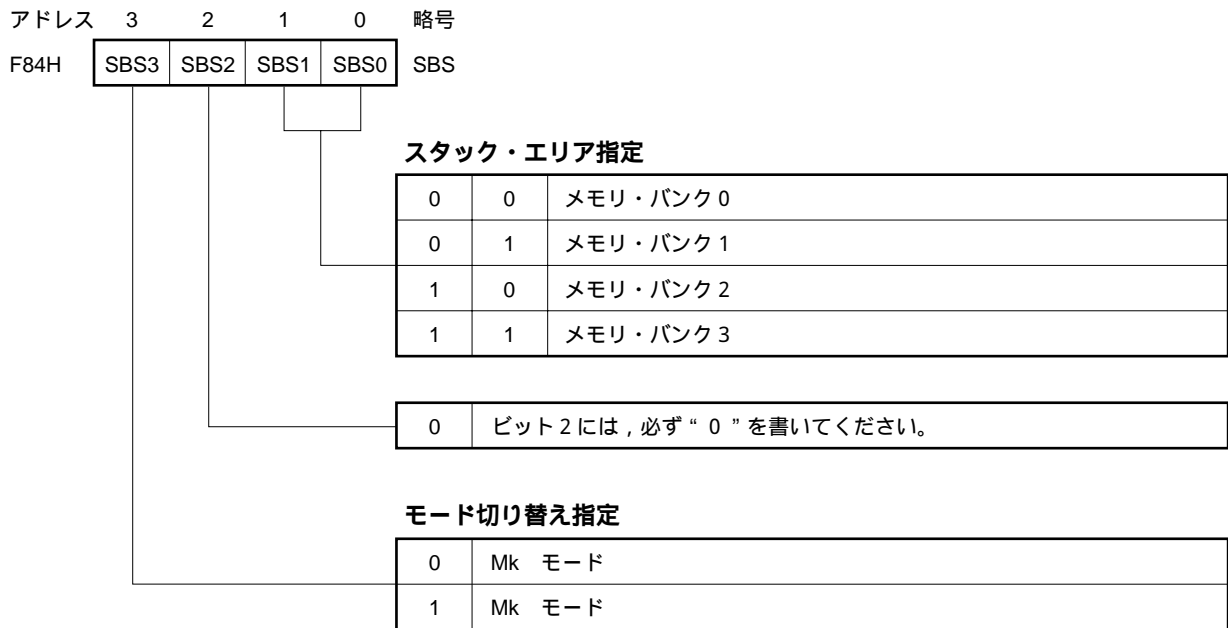 アドレス 3 2 1 0 略号
F84H SBS3 SBS2 SBS1 SBS0 SBS
スタック・エリア指定
0 0 メモリ・バンク0
0 1 メモリ・バンク1
1 0 メモリ・バンク2
1 1 メモリ・バンク3
0 ビット2には,必ず“0”を書いてください。
モード切り替え指定
0 Mk モード
1 Mk モード